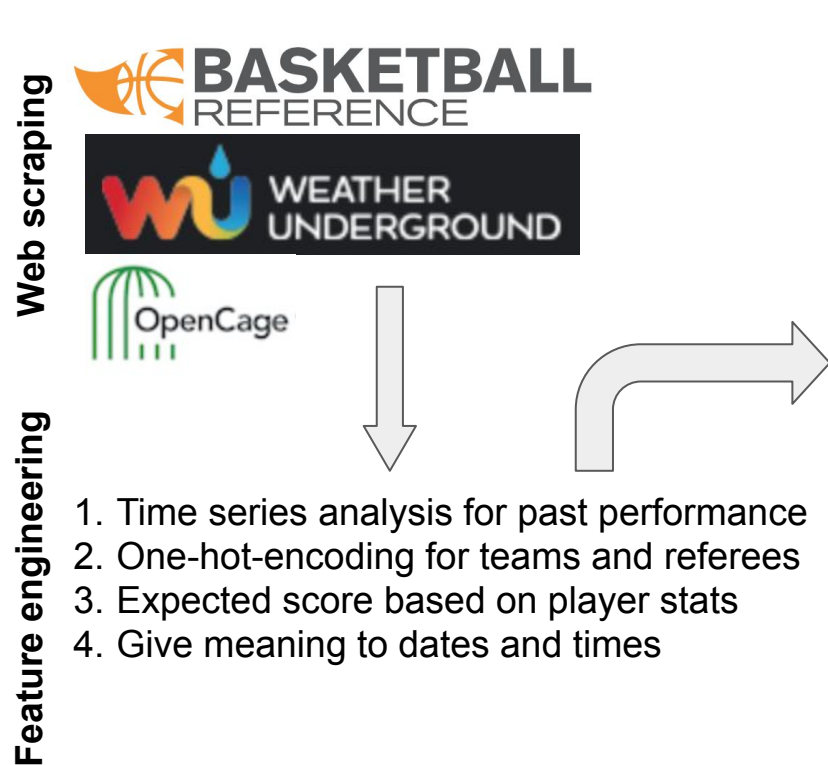 Web scraping
BASKETBALL
REFERENCE
WU WEATHER
UNDERGROUND
OpenCage
Feature engineering
1. Time series analysis for past performance
2. One-hot-encoding for teams and referees
3. Expected score based on player stats
4. Give meaning to dates and times